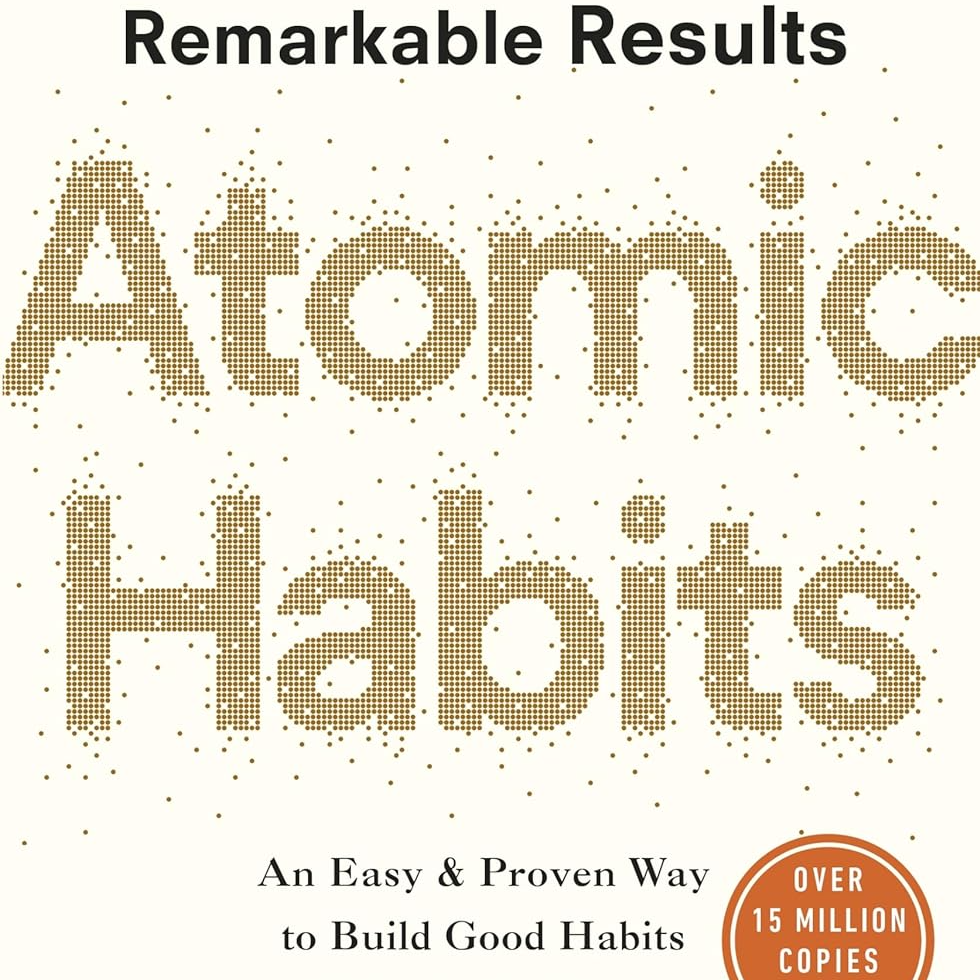 Remarkable Results
Atomic
Habits
An Easy & Proven Way
to Build Good Habits
OVER
15 MILLION
COPIES